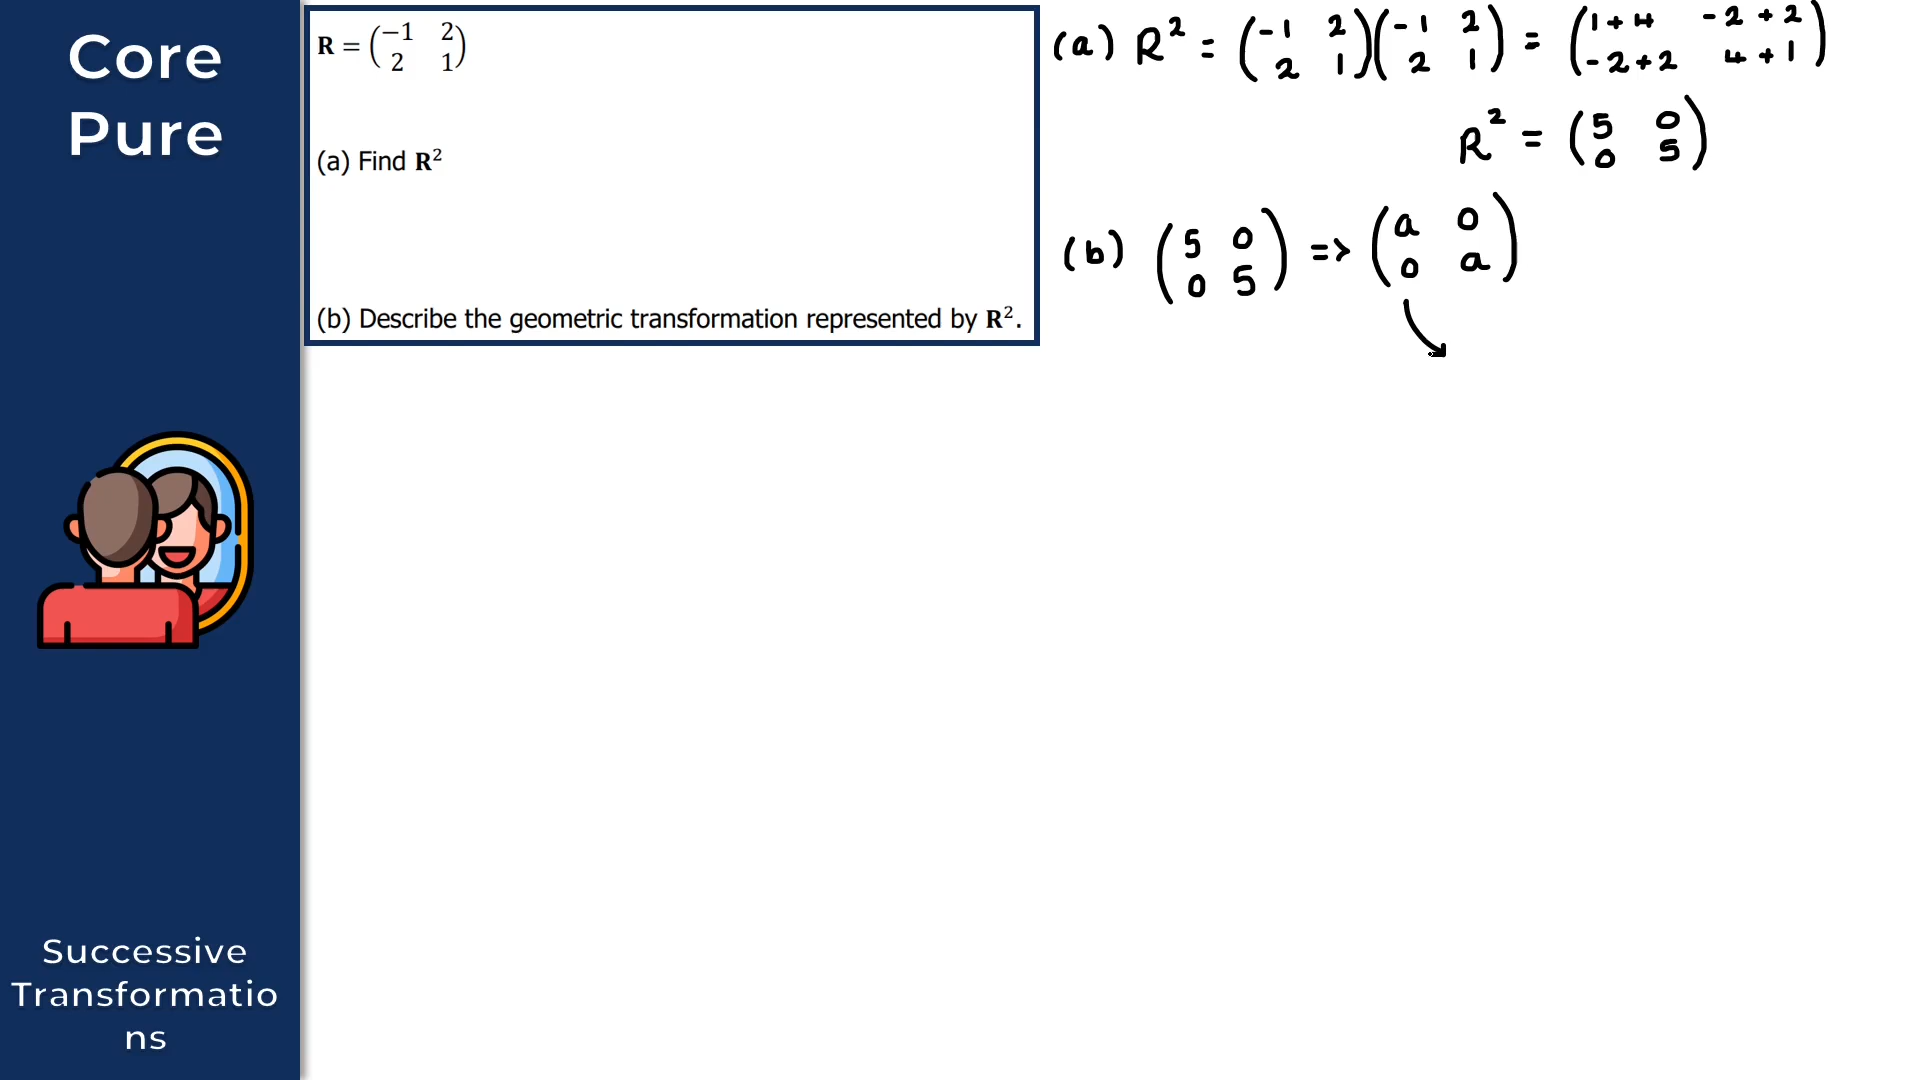 Core
Pure
R = (−1 2
2 1)
(a) Find R²
(b) Describe the geometric transformation represented by R².
(a) R² = (-1 2
2 1)(-1 2
2 1) = (1+4 -2+2
-2+2 4+1)
R² = (5 0
0 5)
(b) (5 0
0 5) => (a 0
0 a)
Successive
Transformatio
ns